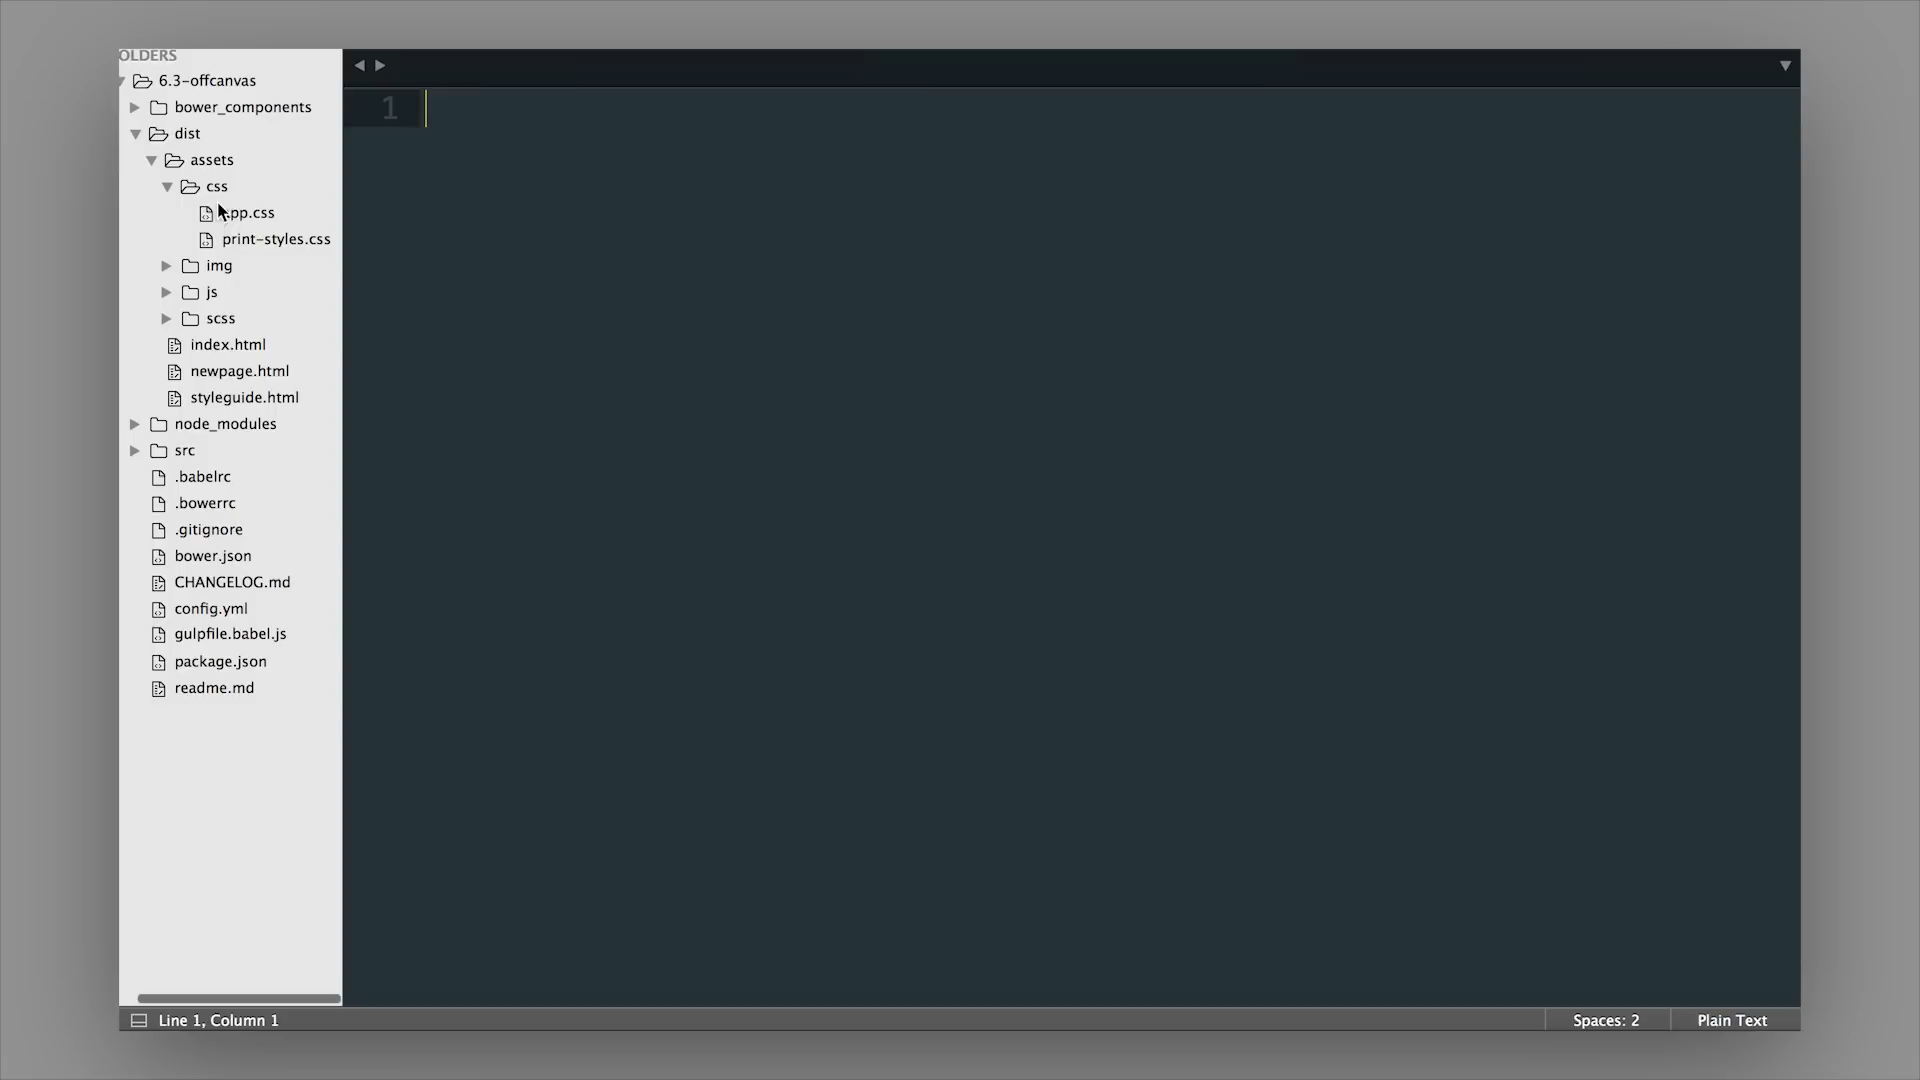 OLDERS
6.3-offcanvas
bower_components
dist
assets
css
pp.css
print-styles.css
img
js
scss
index.html
newpage.html
styleguide.html
node_modules
src
.babelrc
.bowerrc
.gitignore
bower.json
CHANGELOG.md
config.yml
gulpfile.babel.js
package.json
readme.md
1
Line 1, Column 1
Spaces: 2
Plain Text